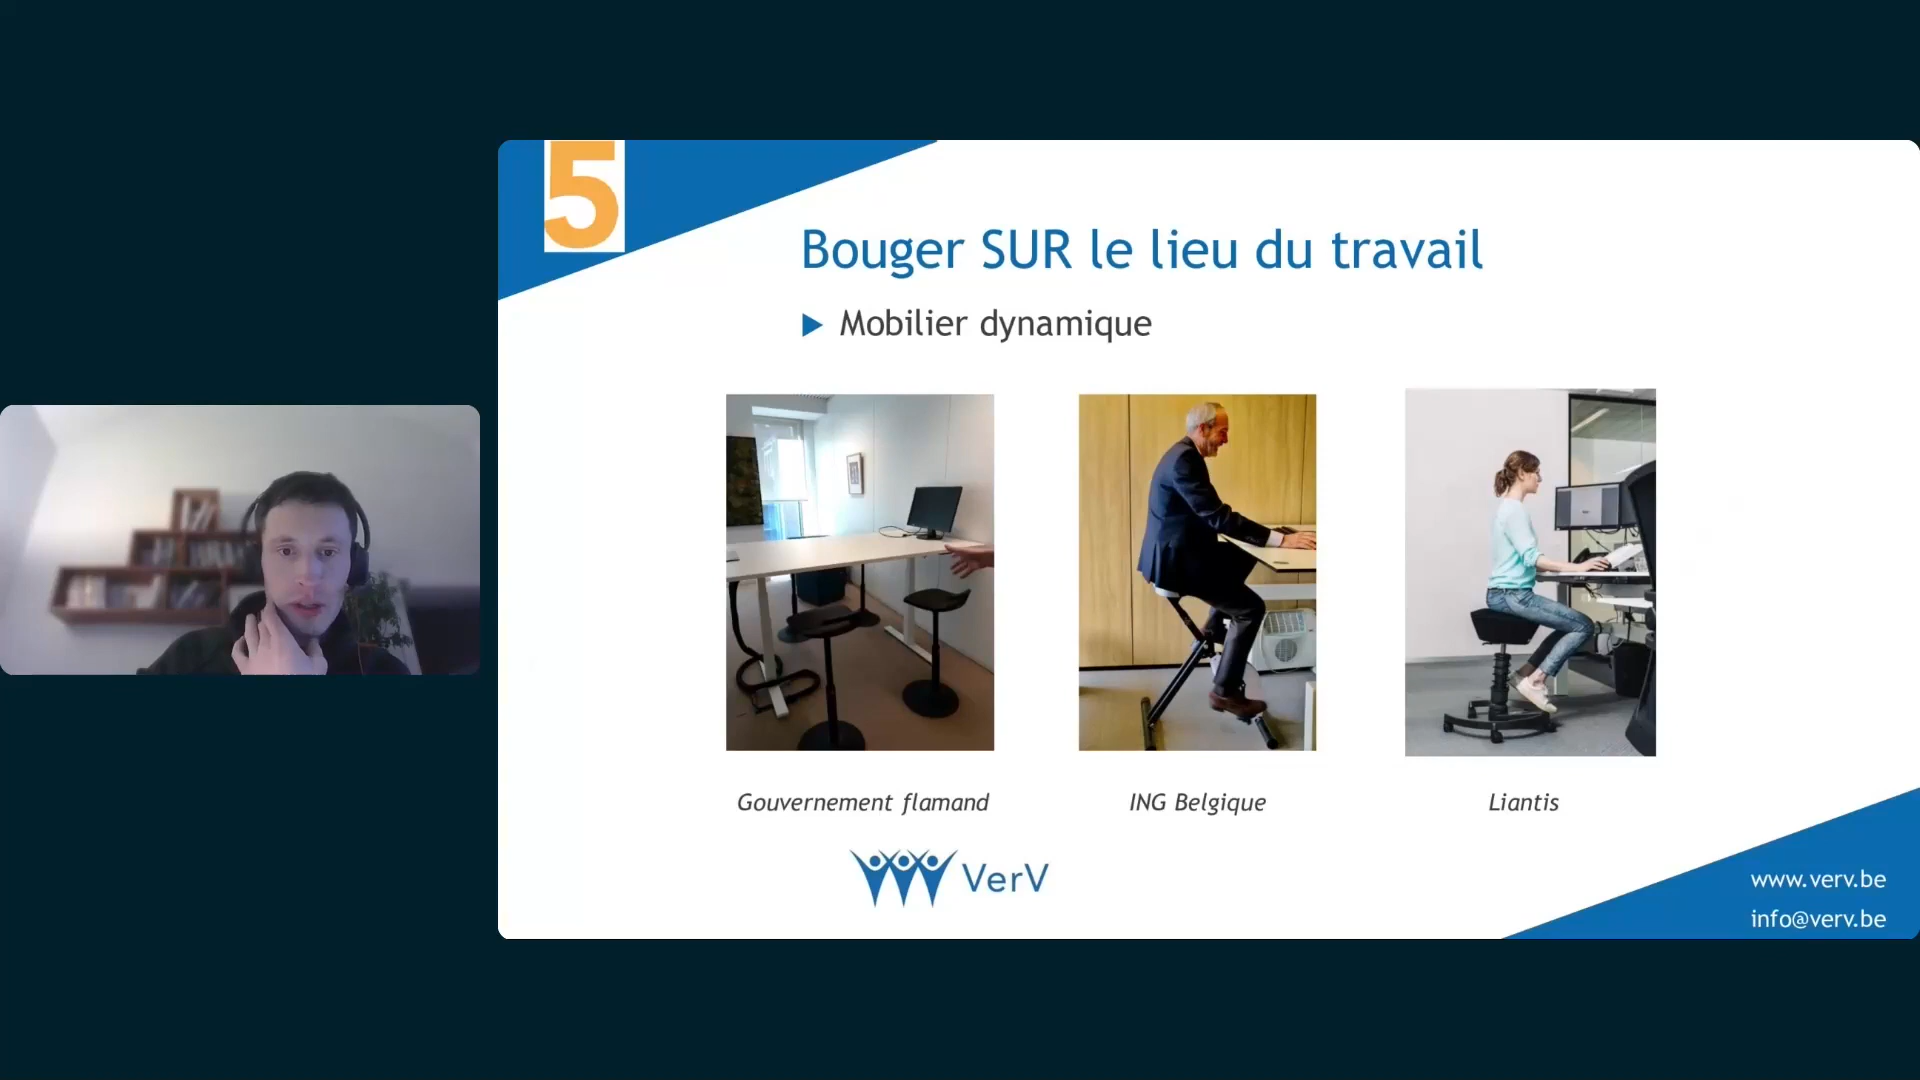 5
Bouger SUR le lieu du travail
Mobilier dynamique
Gouvernement flamand
ING Belgique
Liantis
VerV
www.verv.be
info@verv.be